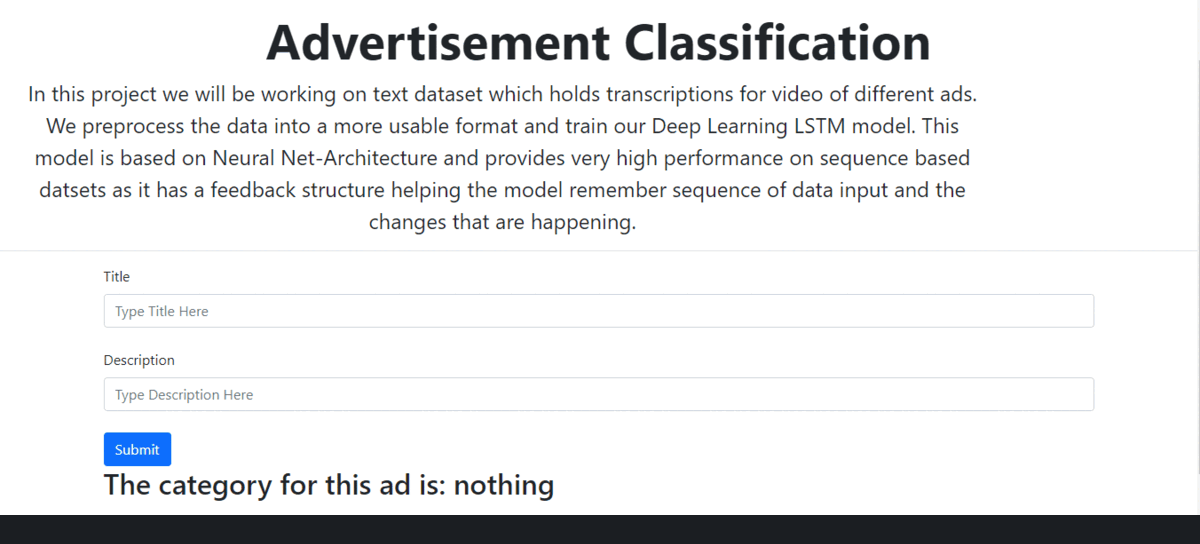 Advertisement Classification
In this project we will be working on text dataset which holds transcriptions for video of different ads.
We preprocess the data into a more usable format and train our Deep Learning LSTM model. This
model is based on Neural Net-Architecture and provides very high performance on sequence based
datsets as it has a feedback structure helping the model remember sequence of data input and the
changes that are happening.
Title
Type Title Here
Description
Type Description Here
Submit
The category for this ad is: nothing